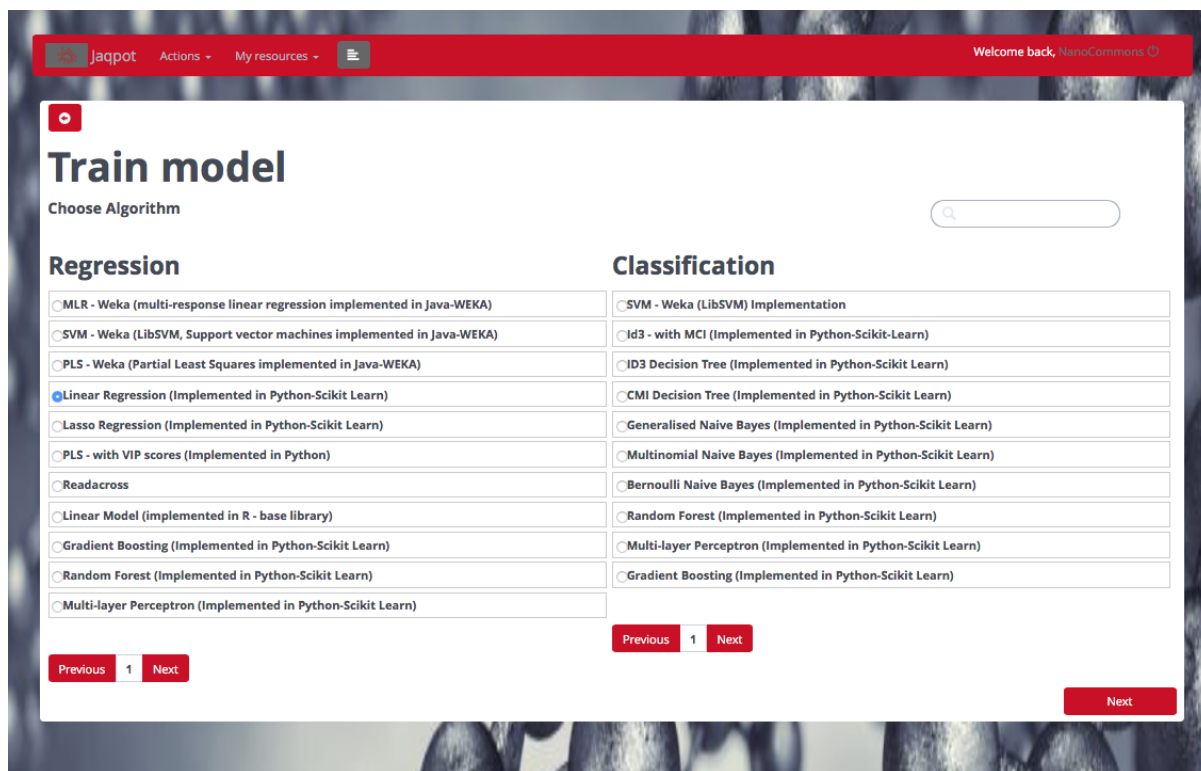 Jaqpot Actions My resources Welcome back, NanoCommons
Train model
Choose Algorithm
Regression
MLR - Weka (multi-response linear regression implemented in Java-WEKA)
SVM - Weka (LibSVM, Support vector machines implemented in Java-WEKA)
PLS - Weka (Partial Least Squares implemented in Java-WEKA)
Linear Regression (Implemented in Python-Scikit Learn)
Lasso Regression (Implemented in Python-Scikit Learn)
PLS - with VIP scores (Implemented in Python)
Readacross
Linear Model (implemented in R - base library)
Gradient Boosting (Implemented in Python-Scikit Learn)
Random Forest (Implemented in Python-Scikit Learn)
Multi-layer Perceptron (Implemented in Python-Scikit Learn)
Previous 1 Next
Classification
SVM - Weka (LibSVM) Implementation
Id3 - with MCI (Implemented in Python-Scikit-Learn)
ID3 Decision Tree (Implemented in Python-Scikit Learn)
CMI Decision Tree (Implemented in Python-Scikit Learn)
Generalised Naive Bayes (Implemented in Python-Scikit Learn)
Multinomial Naive Bayes (Implemented in Python-Scikit Learn)
Bernoulli Naive Bayes (Implemented in Python-Scikit Learn)
Random Forest (Implemented in Python-Scikit Learn)
Multi-layer Perceptron (Implemented in Python-Scikit Learn)
Gradient Boosting (Implemented in Python-Scikit Learn)
Previous 1 Next
Next